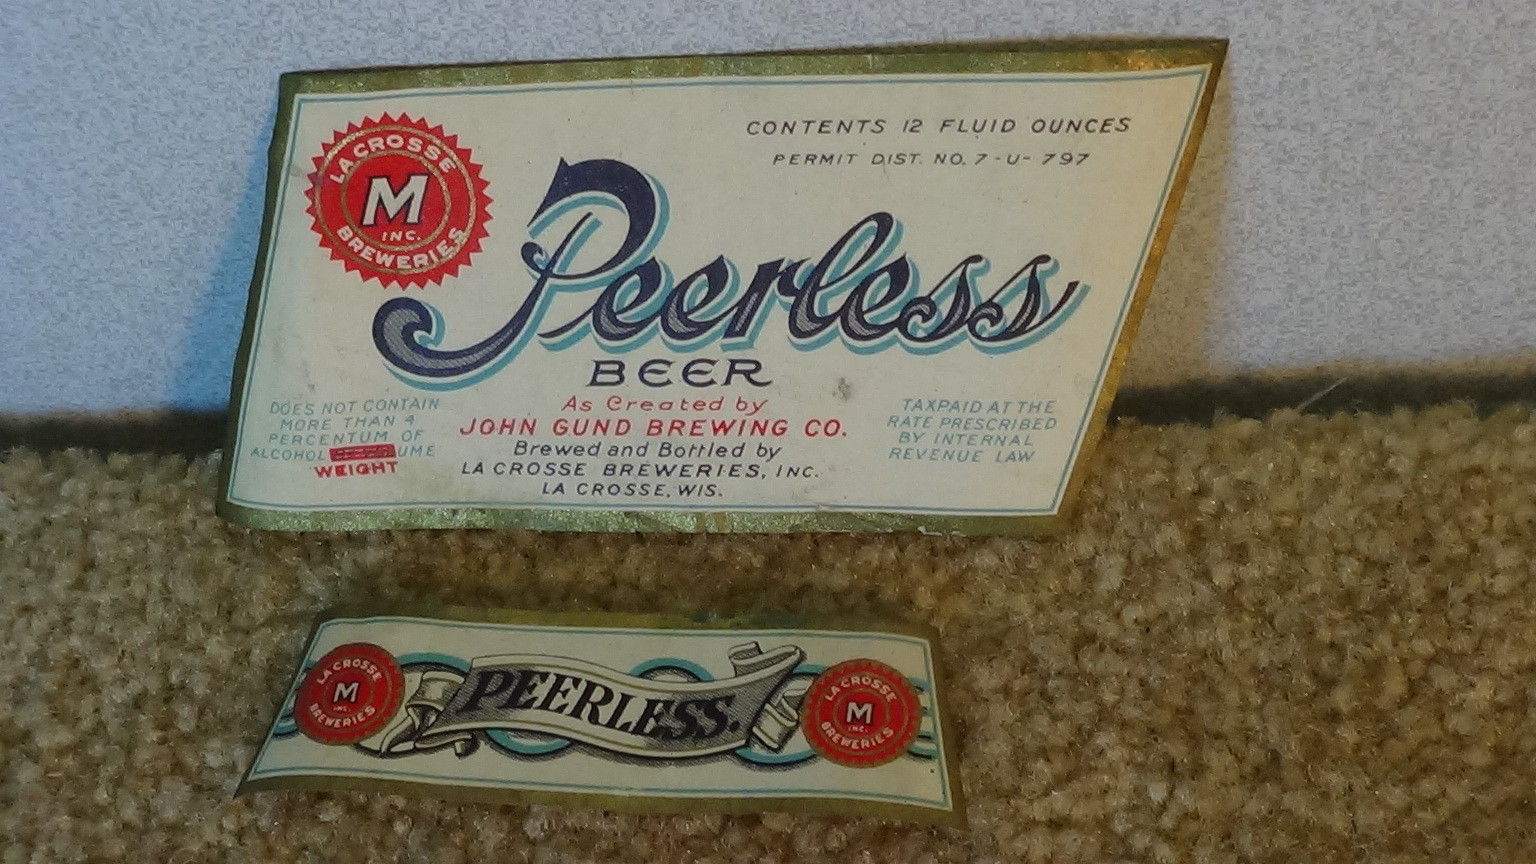 LA CROSSE
M
INC.
BREWERIES
CONTENTS 12 FLUID OUNCES
PERMIT DIST. NO. 7-U-797
Peerless
BEER
DOES NOT CONTAIN
MORE THAN 4
PERCENTUM OF
ALCOHOL UME
WEIGHT
As Created by
JOHN GUND BREWING CO.
Brewed and Bottled by
LA CROSSE BREWERIES, INC.
LA CROSSE, WIS.
TAXPAID AT THE
RATE PRESCRIBED
BY INTERNAL
REVENUE LAW
LA CROSSE
M
INC.
BREWERIES
PEERLESS.
LA CROSSE
M
INC.
BREWERIES